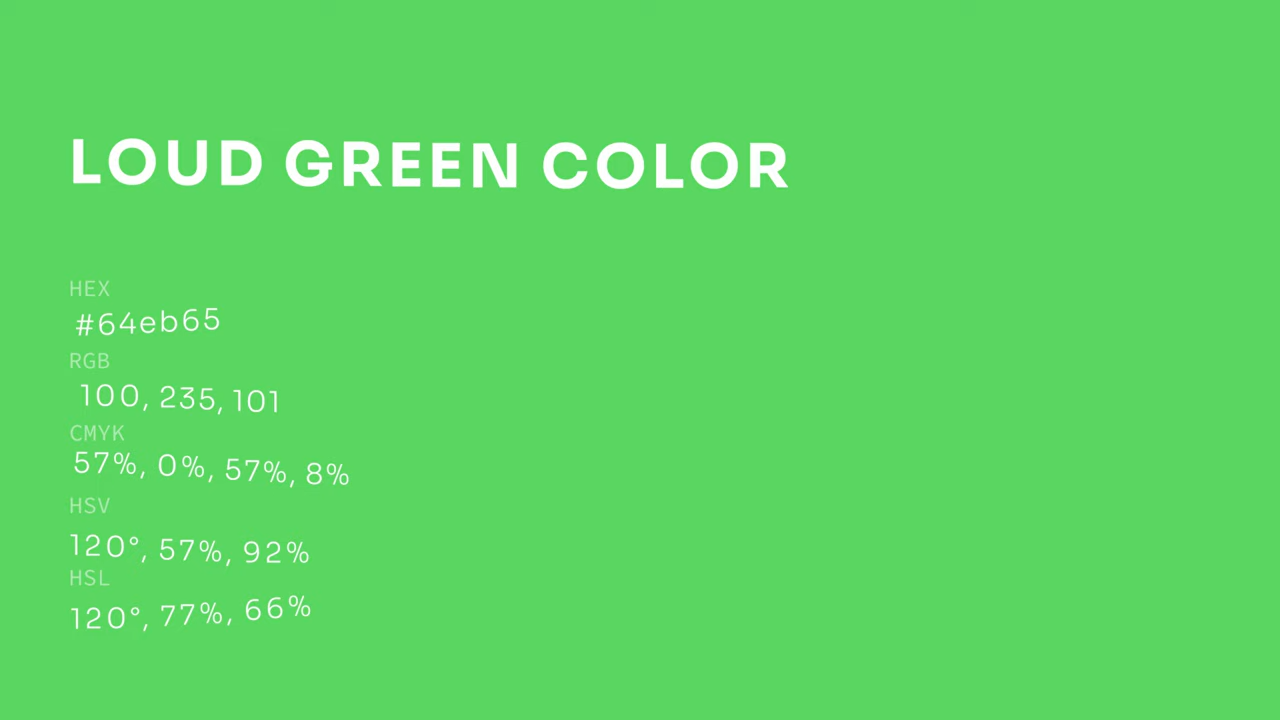 LOUD GREEN COLOR
HEX
#64eb65
RGB
100, 235, 101
CMYK
57%, 0%, 57%, 8%
HSV
120°, 57%, 92%
HSL
120°, 77%, 66%